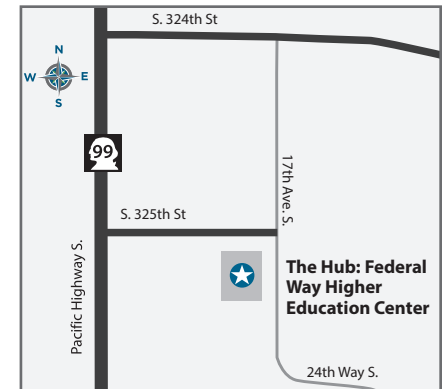 S. 324th St
N
W
E
S
99
17th Ave. S.
S. 325th St
Pacific Highway S.
The Hub: Federal
Way Higher
Education Center
24th Way S.